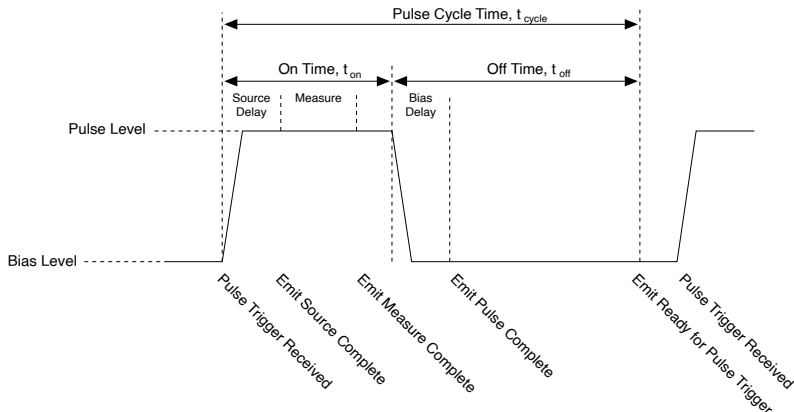 Pulse Cycle Time, t cycle
On Time, t on
Off Time, t off
Source
Delay
Measure
Bias
Delay
Pulse Level
Bias Level
Pulse Trigger Received
Emit Source Complete
Emit Measure Complete
Emit Pulse Complete
Emit Ready for Pulse Trigger
Pulse Trigger Received